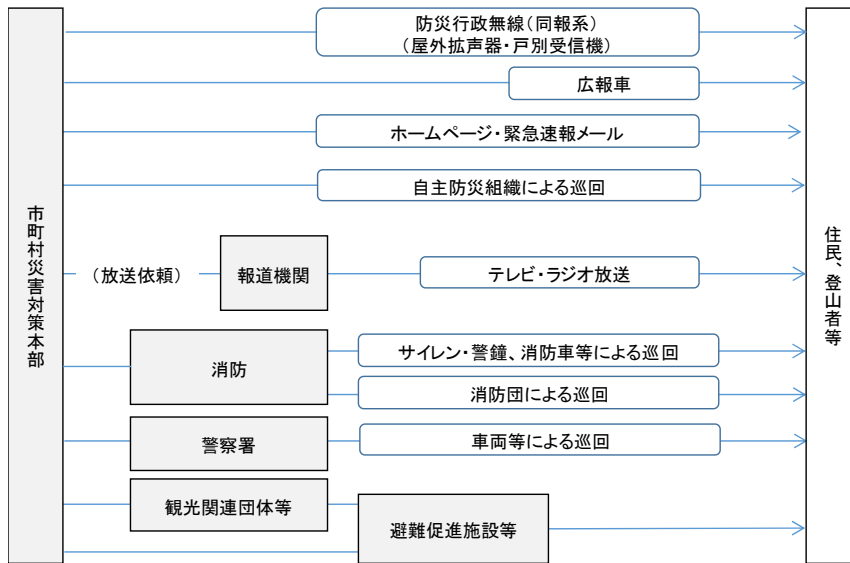 市町村災害対策本部
防災行政無線(同報系)
(屋外拡声器・戸別受信機)
広報車
ホームページ・緊急速報メール
自主防災組織による巡回
(放送依頼)
報道機関
テレビ・ラジオ放送
消防
サイレン・警鐘、消防車等による巡回
消防団による巡回
警察署
車両等による巡回
観光関連団体等
避難促進施設等
住民、登山者等